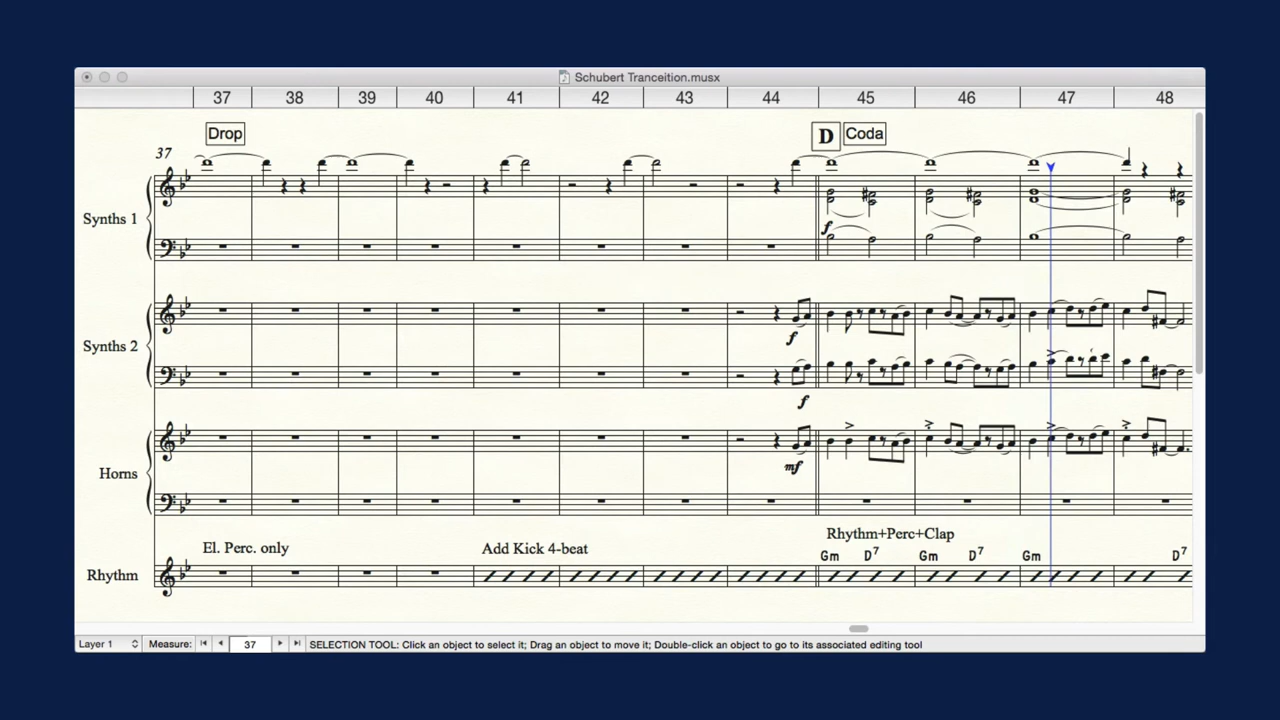 Schubert Tranceition.musx
37 38 39 40 41 42 43 44 45 46 47 48
Drop
D Coda
37
Synths 1
f
Synths 2
f
f
Horns
mf
Rhythm+Perc+Clap
El. Perc. only
Add Kick 4-beat
Gm D7 Gm D7 Gm D7
Rhythm
Layer 1 Measure: 37 SELECTION TOOL: Click an object to select it; Drag an object to move it; Double-click an object to go to its associated editing tool